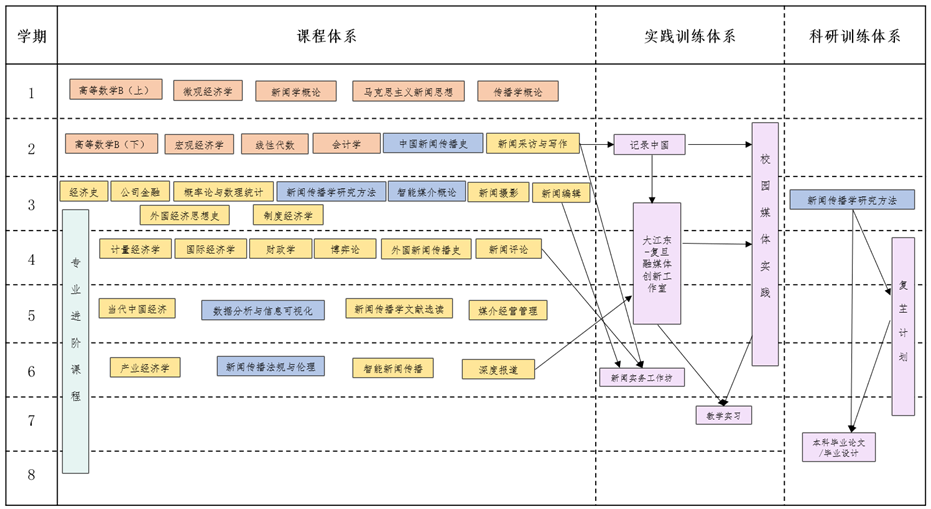 学期
课程体系
实践训练体系
科研训练体系
1
高等数学B（上）
微观经济学
新闻学概论
马克思主义新闻思想
传播学概论
2
高等数学B（下）
宏观经济学
线性代数
会计学
中国新闻传播史
新闻采访与写作
记录中国
校园媒体实践
3
经济史
公司金融
概率论与数理统计
新闻传播学研究方法
智能媒介概论
新闻摄影
新闻编辑
新闻传播学研究方法
外国经济思想史
制度经济学
专业进阶课程
大江东
-复旦
融媒体
创新工
作室
4
计量经济学
国际经济学
财政学
博弈论
外国新闻传播史
新闻评论
复芏计划
5
当代中国经济
数据分析与信息可视化
新闻传播学文献选读
媒介经营管理
6
产业经济学
新闻传播法规与伦理
智能新闻传播
深度报道
新闻实务工作坊
7
教学实习
本科毕业论文
/毕业设计
8